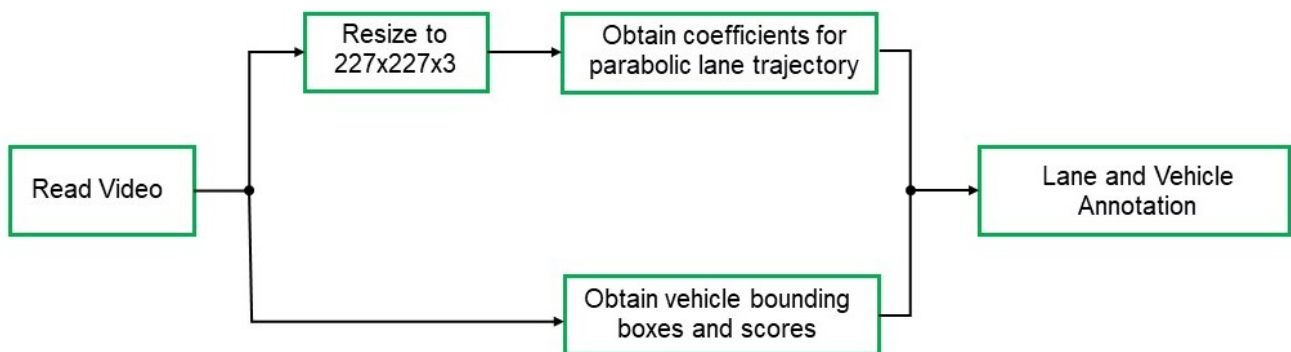 Resize to
227x227x3
Obtain coefficients for
parabolic lane trajectory
Read Video
Lane and Vehicle
Annotation
Obtain vehicle bounding
boxes and scores